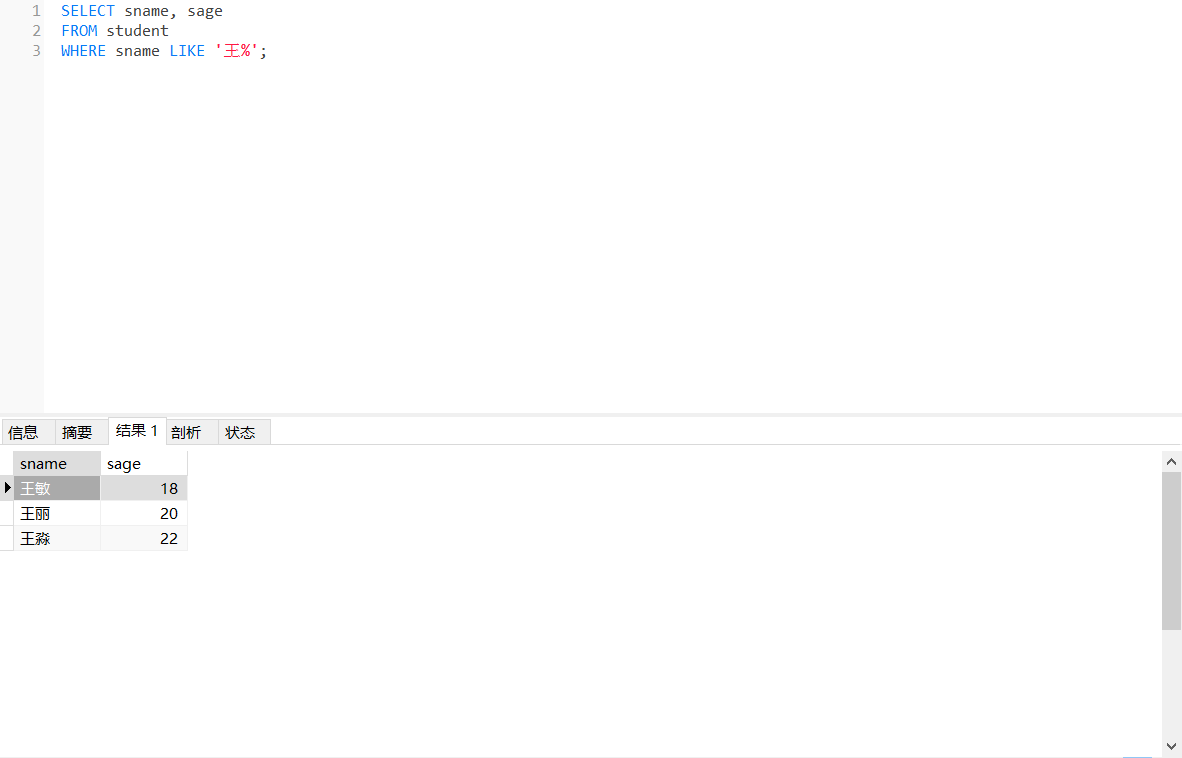 1 SELECT sname, sage
2 FROM student
3 WHERE sname LIKE '王%';
信息 摘要 结果 1 剖析 状态
sname sage
王敏 18
王丽 20
王淼 22